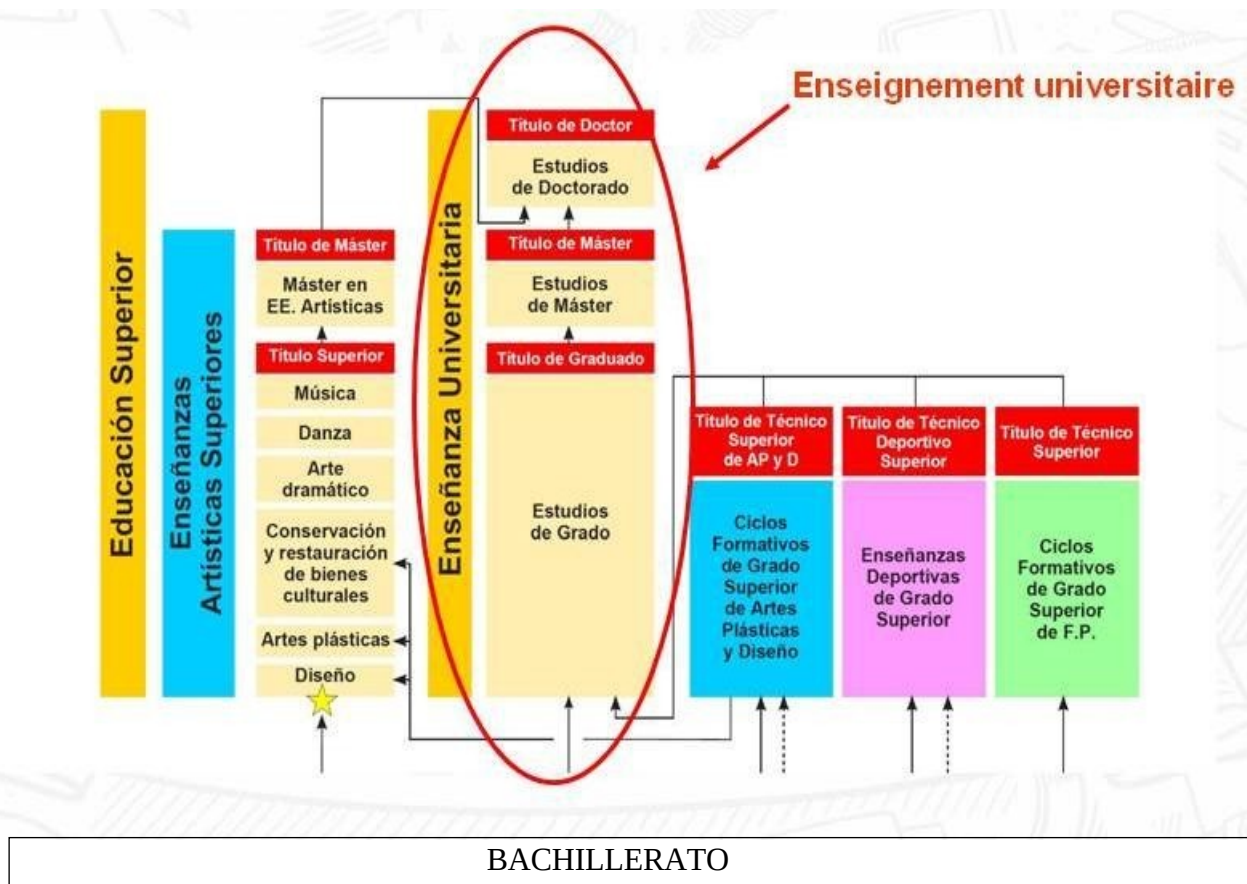 Enseignement universitaire
Educación Superior
Enseñanzas
Artísticas Superiores
Título de Máster
Máster en
EE. Artísticas
Título Superior
Música
Danza
Arte
dramático
Conservación
y restauración
de bienes
culturales
Artes plásticas
Diseño
Enseñanza Universitaria
Título de Doctor
Estudios
de Doctorado
Título de Máster
Estudios
de Máster
Título de Graduado
Estudios
de Grado
Título de Técnico
Superior
de AP y D
Ciclos
Formativos
de Grado
Superior
de Artes
Plásticas
y Diseño
Título de Técnico
Deportivo
Superior
Enseñanzas
Deportivas
de Grado
Superior
Título de Técnico
Superior
Ciclos
Formativos
de Grado
Superior
de F.P.
BACHILLERATO